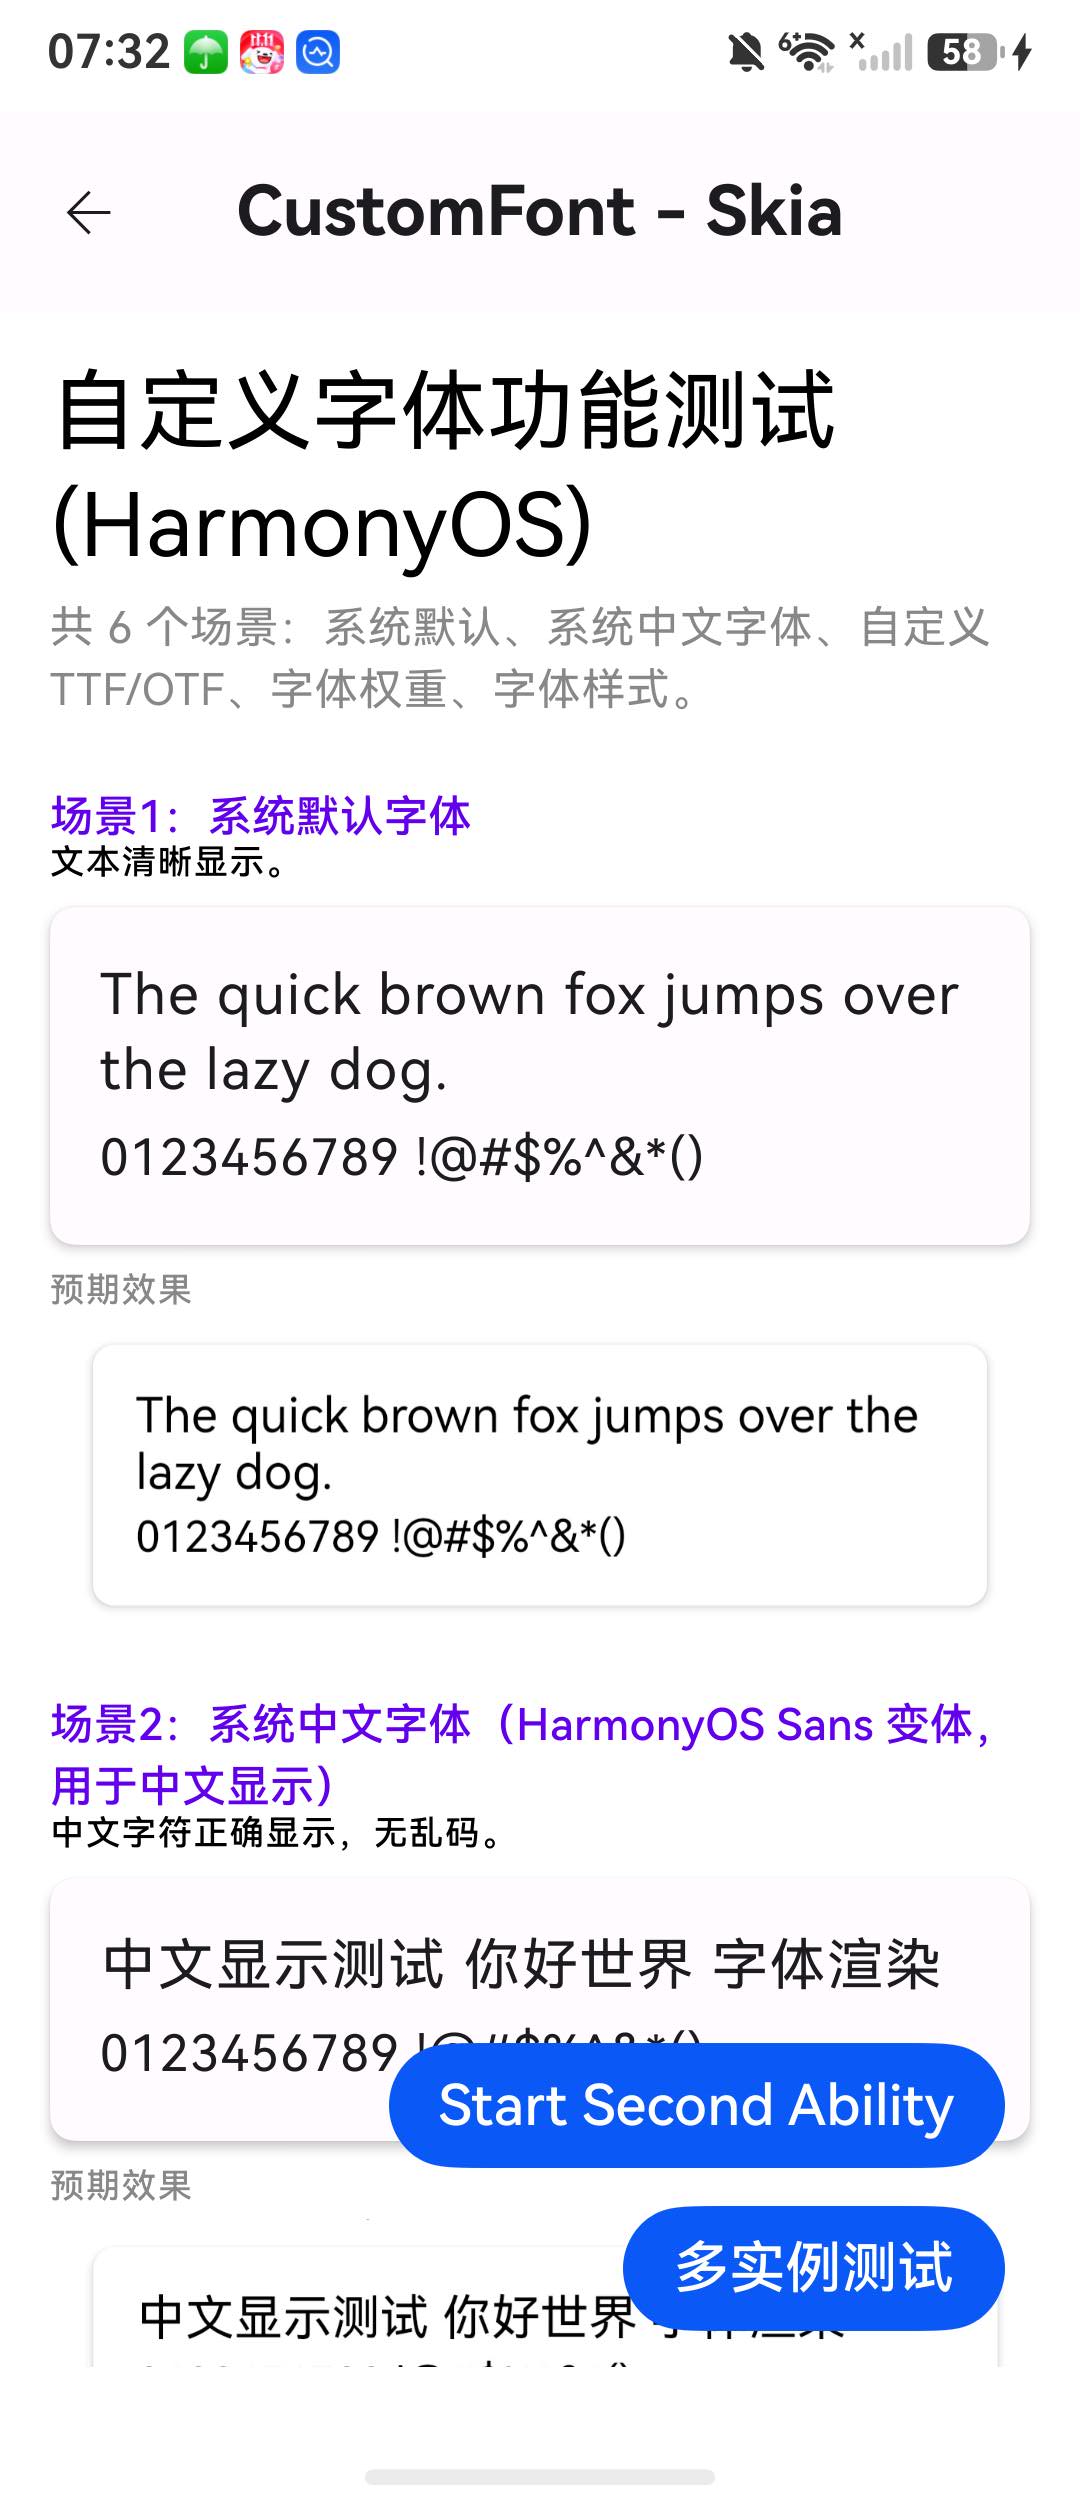 07:32
58
CustomFont - Skia
自定义字体功能测试
(HarmonyOS)
共 6 个场景：系统默认、系统中文字体、自定义
TTF/OTF、字体权重、字体样式。
场景1：系统默认字体
文本清晰显示。
The quick brown fox jumps over
the lazy dog.
0123456789 !@#$%^&*()
预期效果
The quick brown fox jumps over the
lazy dog.
0123456789 !@#$%^&*()
场景2：系统中文字体（HarmonyOS Sans 变体，
用于中文显示）
中文字符正确显示，无乱码。
中文显示测试 你好世界 字体渲染
0123456789 !@#$%^&*()
Start Second Ability
预期效果
多实例测试
中文显示测试 你好世界 字体渲染